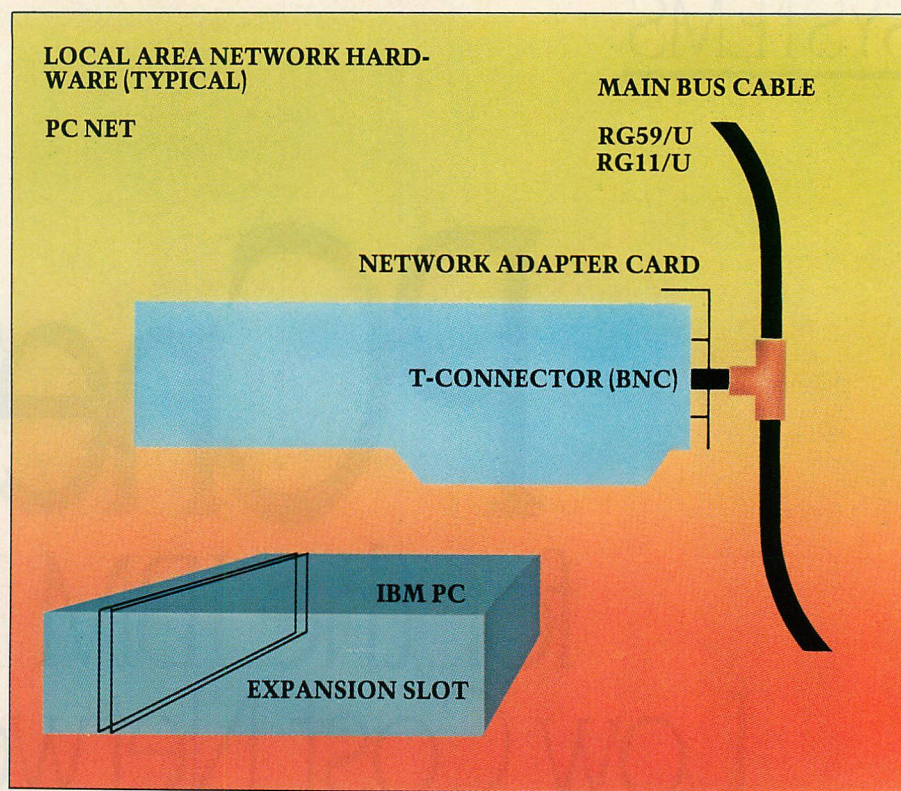 LOCAL AREA NETWORK HARD-
WARE (TYPICAL)
PC NET
MAIN BUS CABLE
RG59/U
RG11/U
NETWORK ADAPTER CARD
T-CONNECTOR (BNC)
IBM PC
EXPANSION SLOT